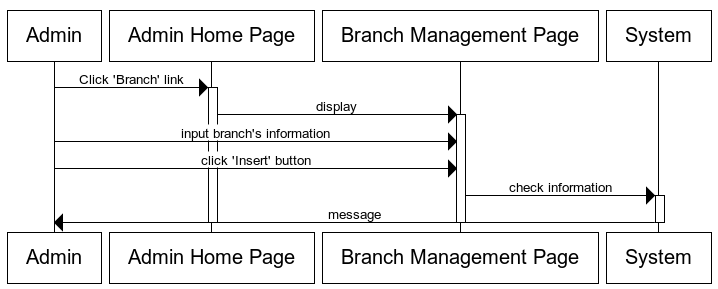 Admin
Admin Home Page
Branch Management Page
System
Click 'Branch' link
display
input branch's information
click 'Insert' button
check information
message
Admin
Admin Home Page
Branch Management Page
System